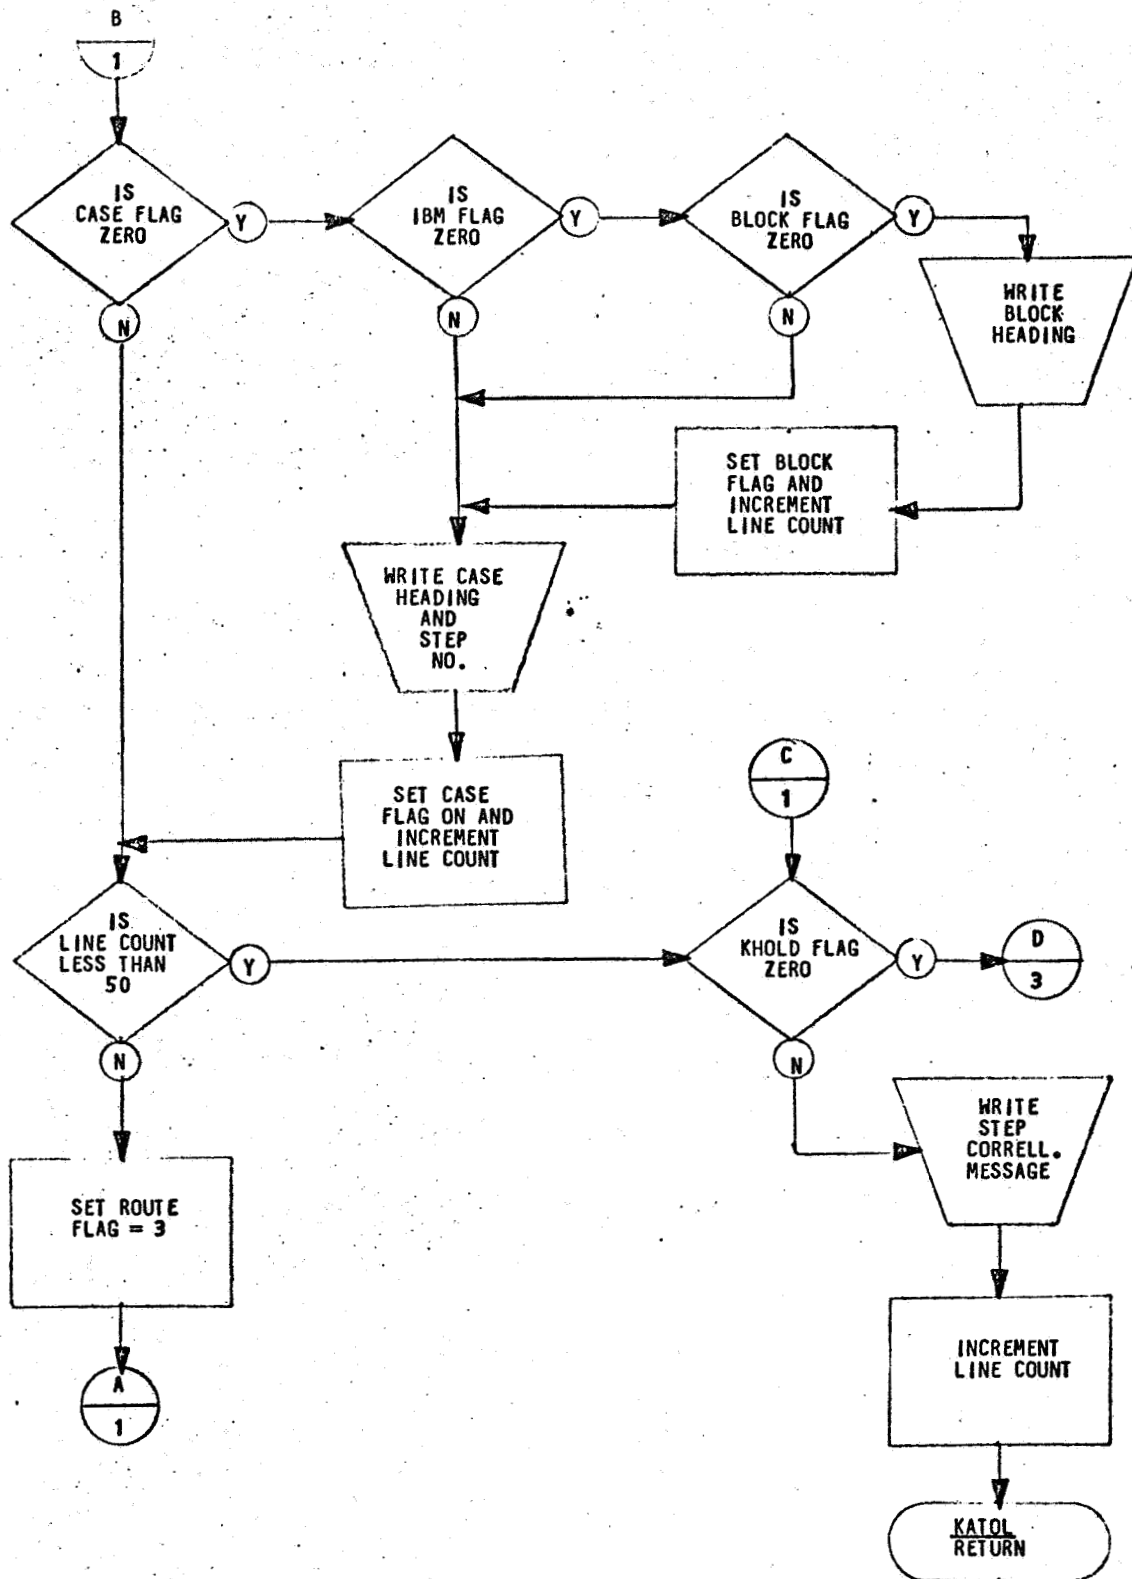 B
1
IS
CASE FLAG
ZERO
Y
IS
IBM FLAG
ZERO
Y
IS
BLOCK FLAG
ZERO
Y
WRITE
BLOCK
HEADING
N
N
N
SET BLOCK
FLAG AND
INCREMENT
LINE COUNT
WRITE CASE
HEADING
AND
STEP
NO.
SET CASE
FLAG ON AND
INCREMENT
LINE COUNT
C
1
IS
LINE COUNT
LESS THAN
50
Y
IS
KHOLD FLAG
ZERO
Y
D
3
N
N
WRITE
STEP
CORRELL.
MESSAGE
SET ROUTE
FLAG = 3
INCREMENT
LINE COUNT
A
1
KATOL
RETURN